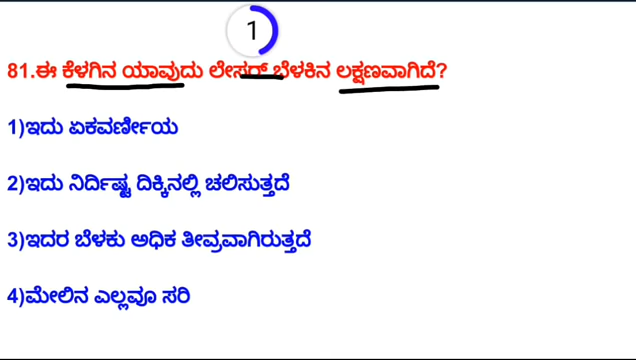 1
81.ಈ ಕೆಳಗಿನ ಯಾವುದು ಲೇಸರ್ ಬೆಳಕಿನ ಲಕ್ಷಣವಾಗಿದೆ?
1)ಇದು ಏಕವರ್ಣೀಯ
2)ಇದು ನಿರ್ದಿಷ್ಟ ದಿಕ್ಕಿನಲ್ಲಿ ಚಲಿಸುತ್ತದೆ
3)ಇದರ ಬೆಳಕು ಅಧಿಕ ತೀವ್ರವಾಗಿರುತ್ತದೆ
4)ಮೇಲಿನ ಎಲ್ಲವೂ ಸರಿ